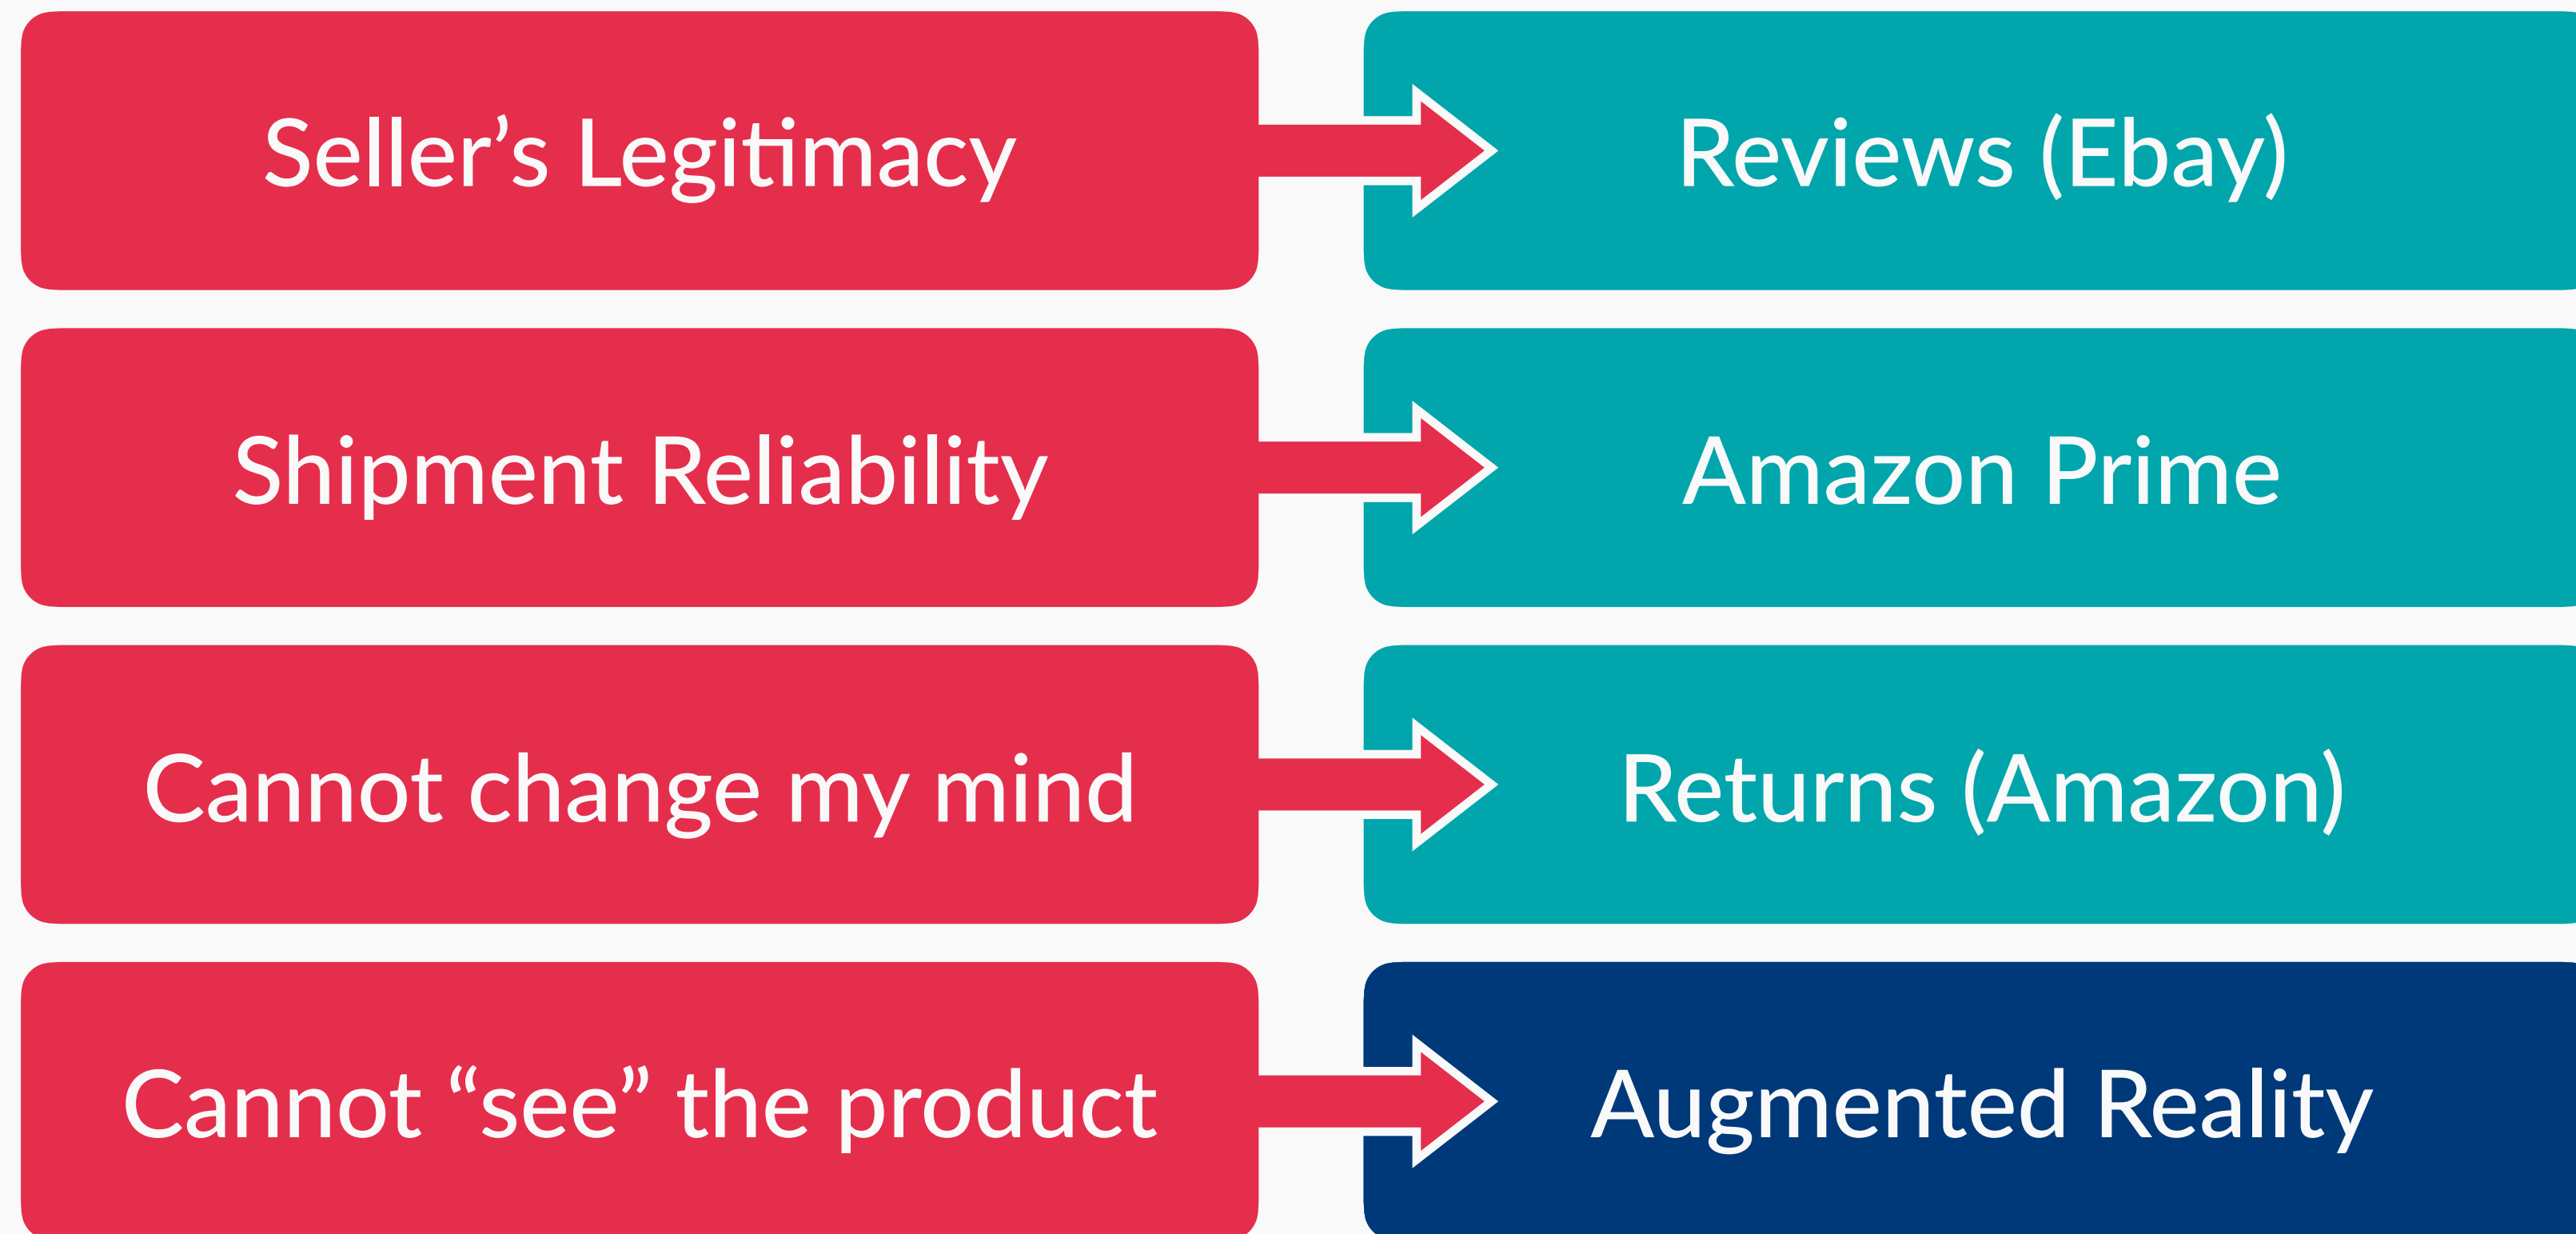 Seller’s Legitimacy
Reviews (Ebay)
Shipment Reliability
Amazon Prime
Cannot change my mind
Returns (Amazon)
Cannot “see” the product
Augmented Reality